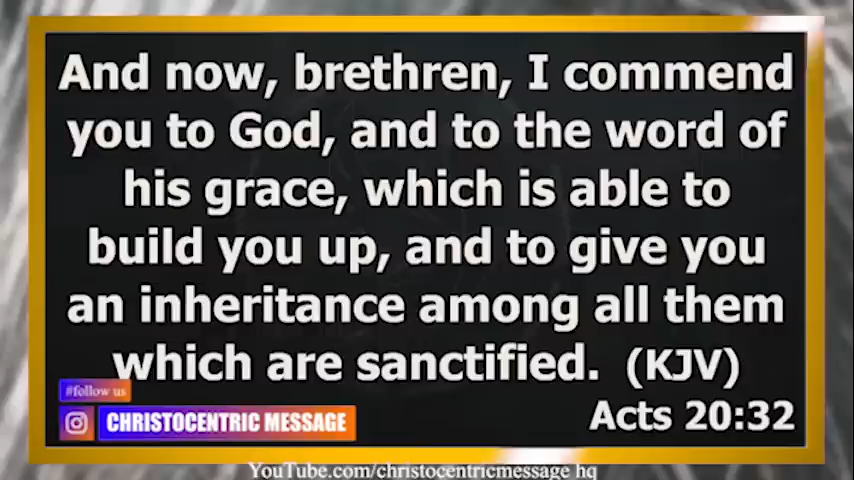 And now, brethren, I commend
you to God, and to the word of
his grace, which is able to
build you up, and to give you
an inheritance among all them
which are sanctified. (KJV)
Acts 20:32
#follow us
CHRISTOCENTRIC MESSAGE
YouTube.com/christocentricmessage hq